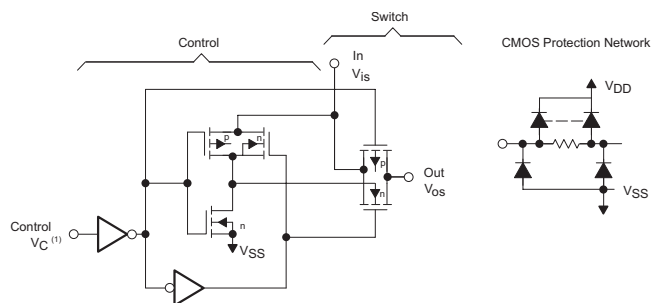 Switch
Control
In
V_is
CMOS Protection Network
V_DD
p
n
p
n
Out
V_os
n
V_SS
Control
V_C (1)
V_SS